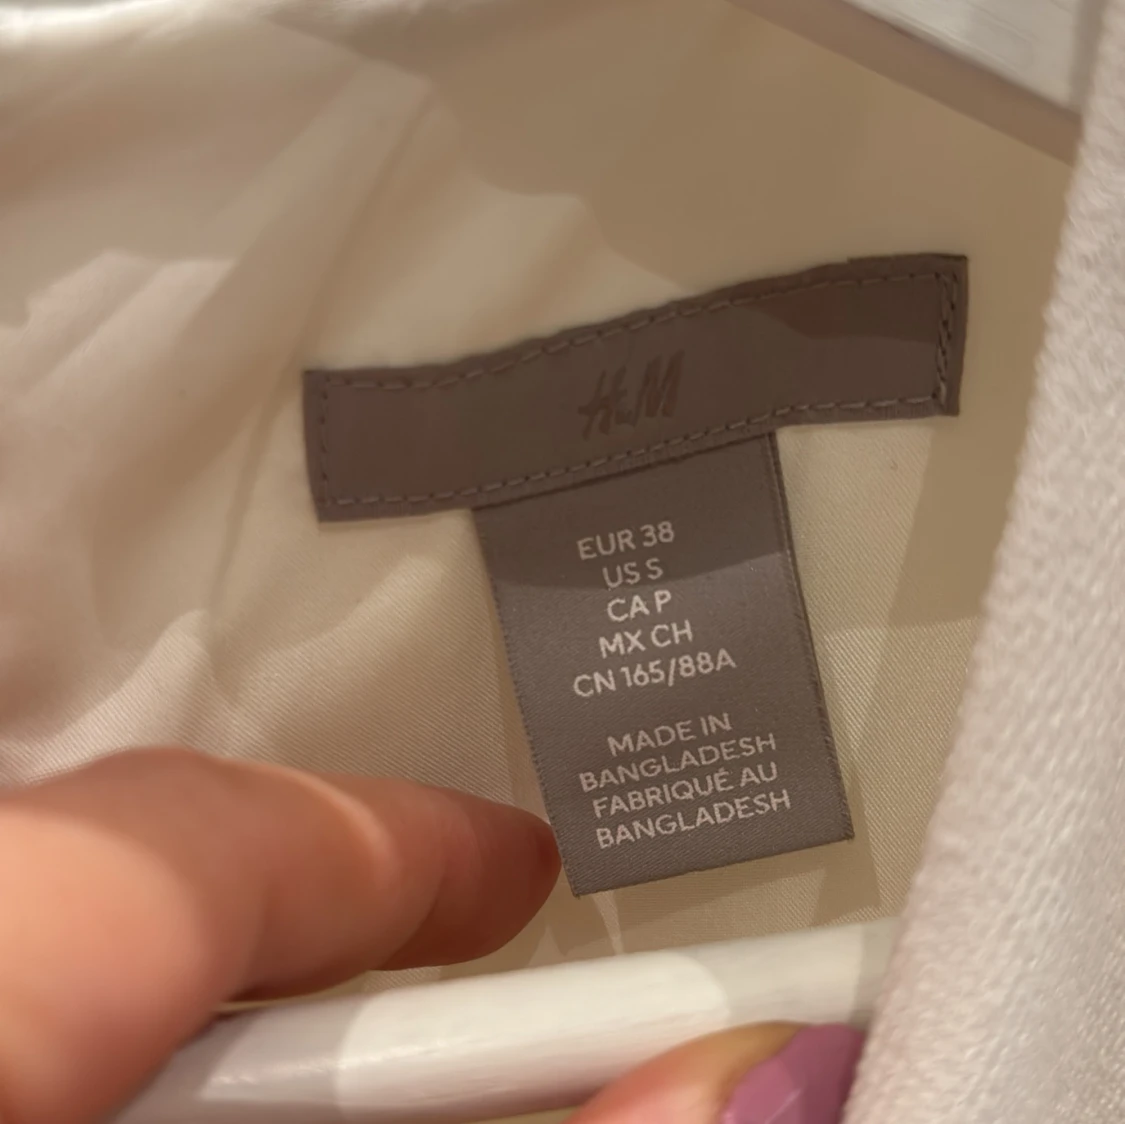 H&M
EUR 38
US S
CA P
MX CH
CN 165/88A
MADE IN
BANGLADESH
FABRIQUÉ AU
BANGLADESH